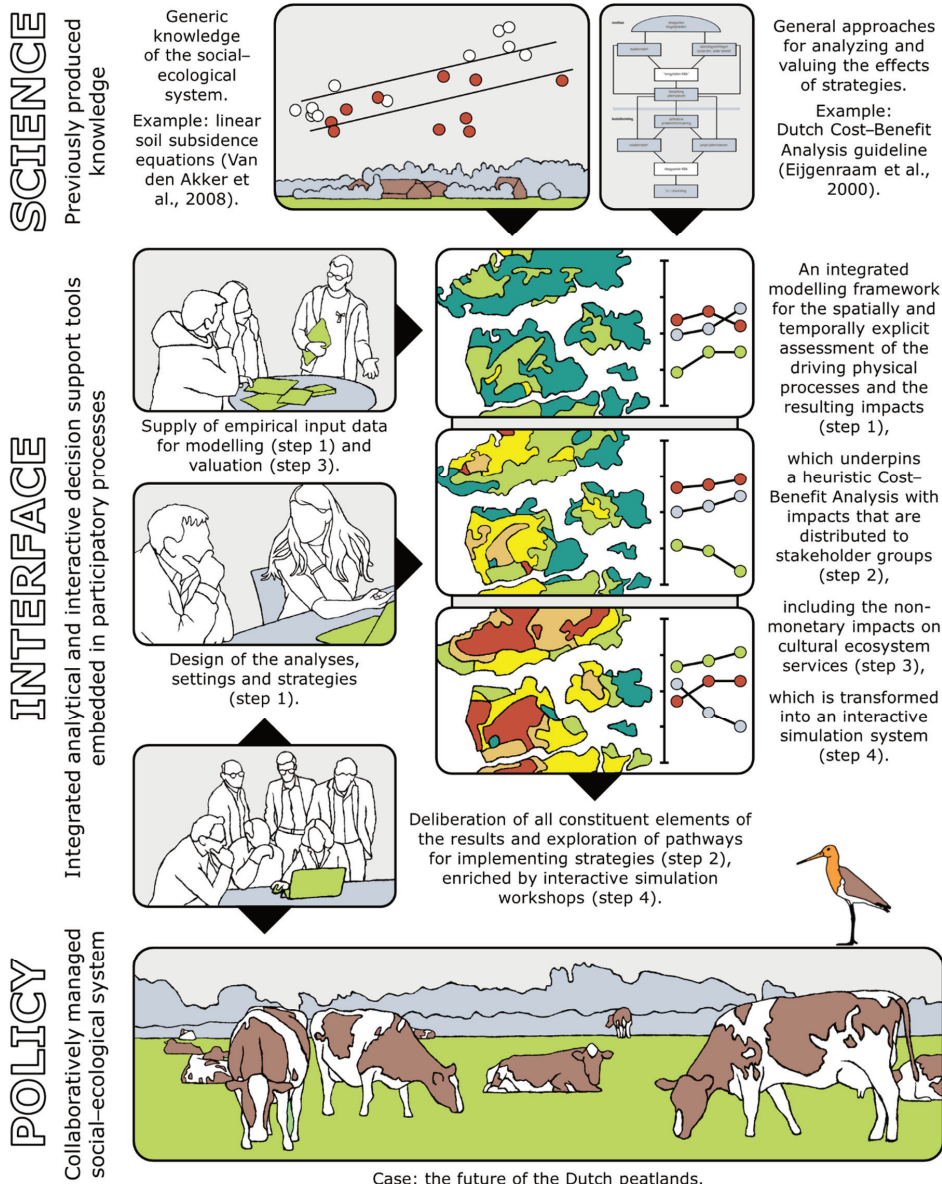 SCIENCE
Previously produced
knowledge
Generic
knowledge
of the social–
ecological
system.
Example: linear
soil subsidence
equations (Van
den Akker et
al., 2008).
General approaches
for analyzing and
valuing the effects
of strategies.
Example:
Dutch Cost–Benefit
Analysis guideline
(Eijgenraam et al.,
2000).
INTERFACE
Integrated analytical and interactive decision support tools
embedded in participatory processes
Supply of empirical input data
for modelling (step 1) and
valuation (step 3).
Design of the analyses,
settings and strategies
(step 1).
An integrated
modelling framework
for the spatially and
temporally explicit
assessment of the
driving physical
processes and the
resulting impacts
(step 1),
which underpins
a heuristic Cost–
Benefit Analysis with
impacts that are
distributed to
stakeholder groups
(step 2),
including the non-
monetary impacts on
cultural ecosystem
services (step 3),
which is transformed
into an interactive
simulation system
(step 4).
Deliberation of all constituent elements of
the results and exploration of pathways
for implementing strategies (step 2),
enriched by interactive simulation
workshops (step 4).
POLICY
Collaboratively managed
social–ecological system
Case: the future of the Dutch peatlands.